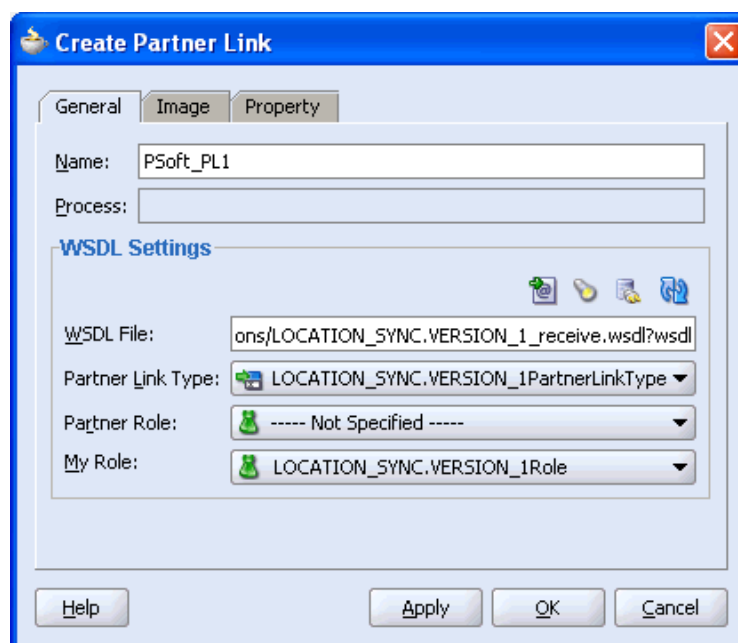 Create Partner Link
General Image Property
Name: PSoft_PL1
Process:
WSDL Settings
WSDL File: ons/LOCATION_SYNC.VERSION_1_receive.wsdl?wsdl
Partner Link Type: LOCATION_SYNC.VERSION_1PartnerLinkType
Partner Role: ----- Not Specified -----
My Role: LOCATION_SYNC.VERSION_1Role
Help Apply OK Cancel